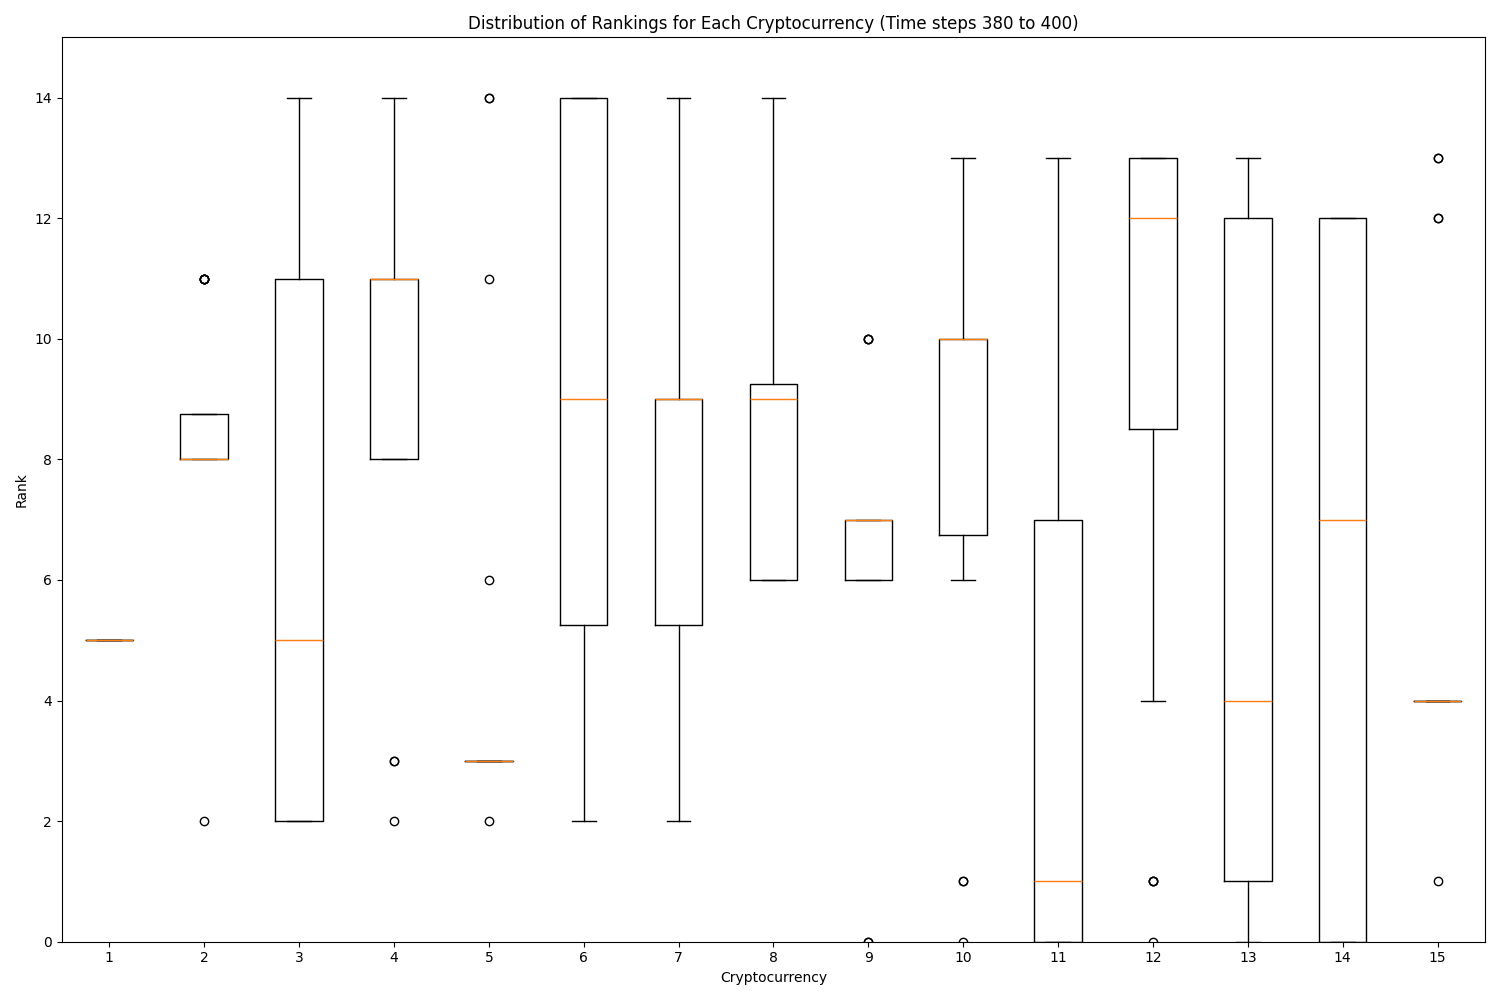 Distribution of Rankings for Each Cryptocurrency (Time steps 380 to 400)
14
12
10
8
6
4
2
0
Rank
1 2 3 4 5 6 7 8 9 10 11 12 13 14 15
Cryptocurrency